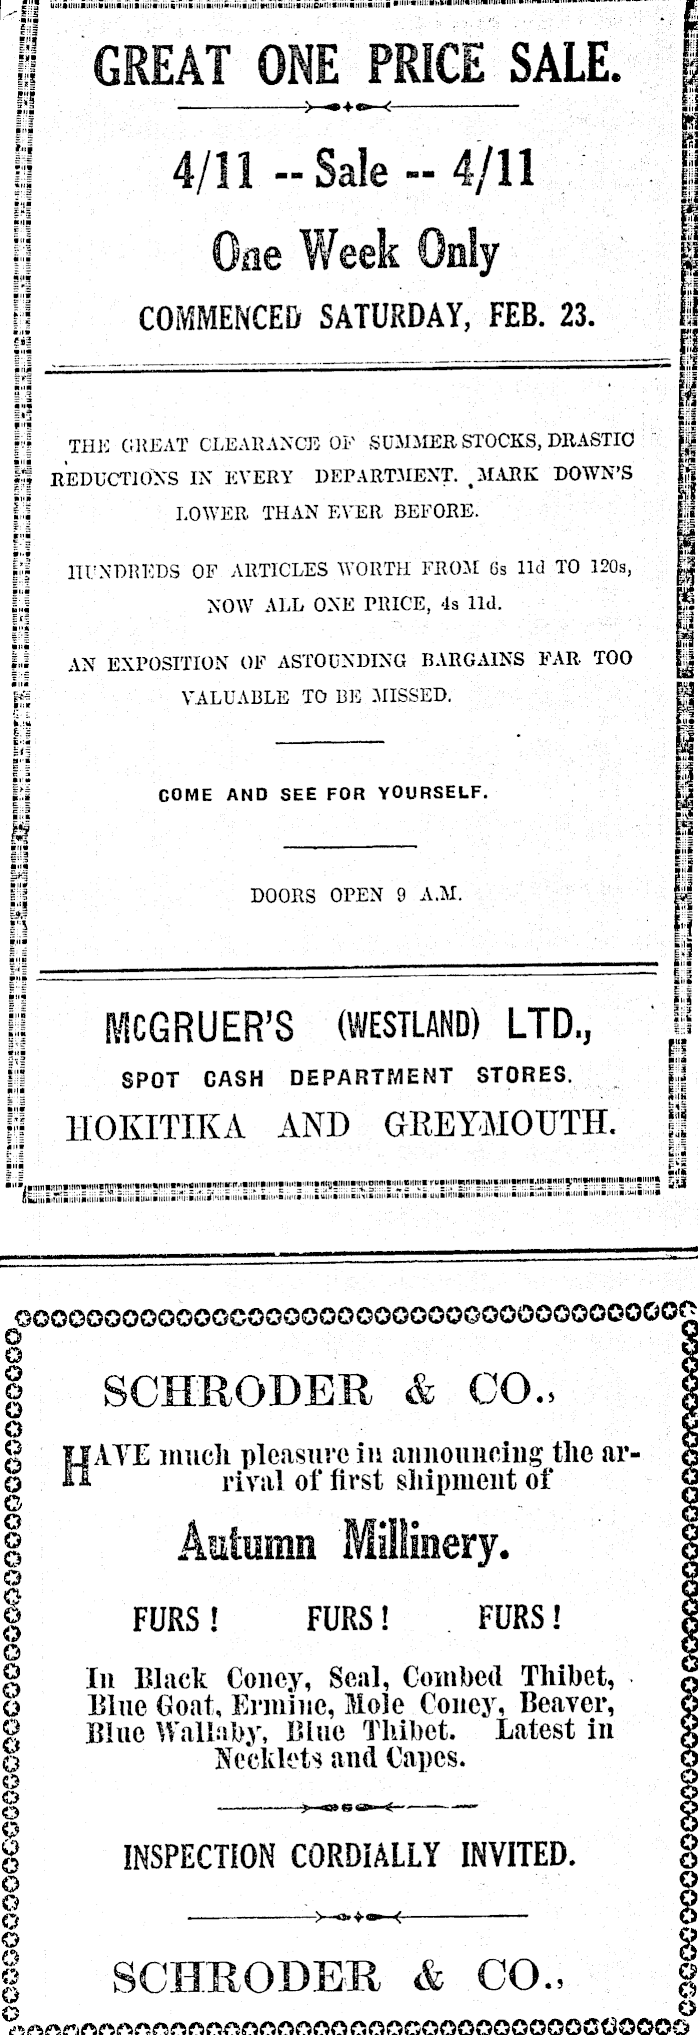 GREAT ONE PRICE SALE.
4/11 -- Sale -- 4/11
One Week Only
COMMENCED SATURDAY, FEB. 23.
THE GREAT CLEARANCE OF SUMMER STOCKS, DRASTIC
REDUCTIONS IN EVERY DEPARTMENT. MARK DOWN'S
LOWER THAN EVER BEFORE.
HUNDREDS OF ARTICLES WORTH FROM 6s 11d TO 120s,
NOW ALL ONE PRICE, 4s 11d.
AN EXPOSITION OF ASTOUNDING BARGAINS FAR TOO
VALUABLE TO BE MISSED.
COME AND SEE FOR YOURSELF.
DOORS OPEN 9 A.M.
McGRUER'S (WESTLAND) LTD.,
SPOT CASH DEPARTMENT STORES.
HOKITIKA AND GREYMOUTH.
SCHRODER & CO.,
HAVE much pleasure in announcing the ar-
rival of first shipment of
Autumn Millinery.
FURS! FURS! FURS!
In Black Coney, Seal, Combed Thibet,
Blue Goat, Ermine, Mole Coney, Beaver,
Blue Wallaby, Blue Thibet. Latest in
Necklets and Capes.
INSPECTION CORDIALLY INVITED.
SCHRODER & CO.,